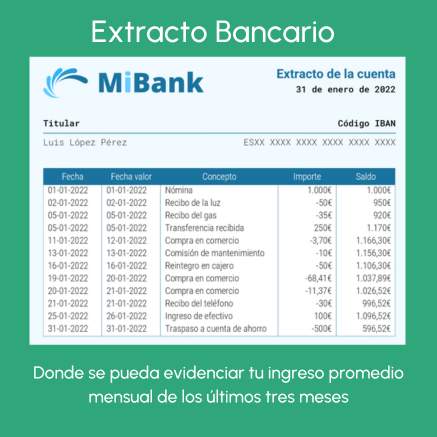 Extracto Bancario
MiBank
Extracto de la cuenta
31 de enero de 2022
Titular Código IBAN
Luis López Pérez ESXX XXXX XXXX XXXX XXXX XXXX
Fecha Fecha valor Concepto Importe Saldo
01-01-2022 01-01-2022 Nómina 1.000€ 1.000€
02-01-2022 02-01-2022 Recibo de la luz -50€ 950€
05-01-2022 05-01-2022 Recibo del gas -35€ 920€
05-01-2022 05-01-2022 Transferencia recibida 250€ 1.170€
11-01-2022 12-01-2022 Compra en comercio -3,70€ 1.166,30€
13-01-2022 13-01-2022 Comisión de mantenimiento -10€ 1.156,30€
16-01-2022 16-01-2022 Reintegro en cajero -50€ 1.106,30€
19-01-2022 20-01-2022 Compra en comercio -68,41€ 1.037,89€
20-01-2022 21-01-2022 Compra en comercio -11,37€ 1.026,52€
21-01-2022 21-01-2022 Recibo del teléfono -30€ 996,52€
25-01-2022 26-01-2022 Ingreso de efectivo 100€ 1.096,52€
31-01-2022 31-01-2022 Traspaso a cuenta de ahorro -500€ 596,52€
Donde se pueda evidenciar tu ingreso promedio
mensual de los últimos tres meses